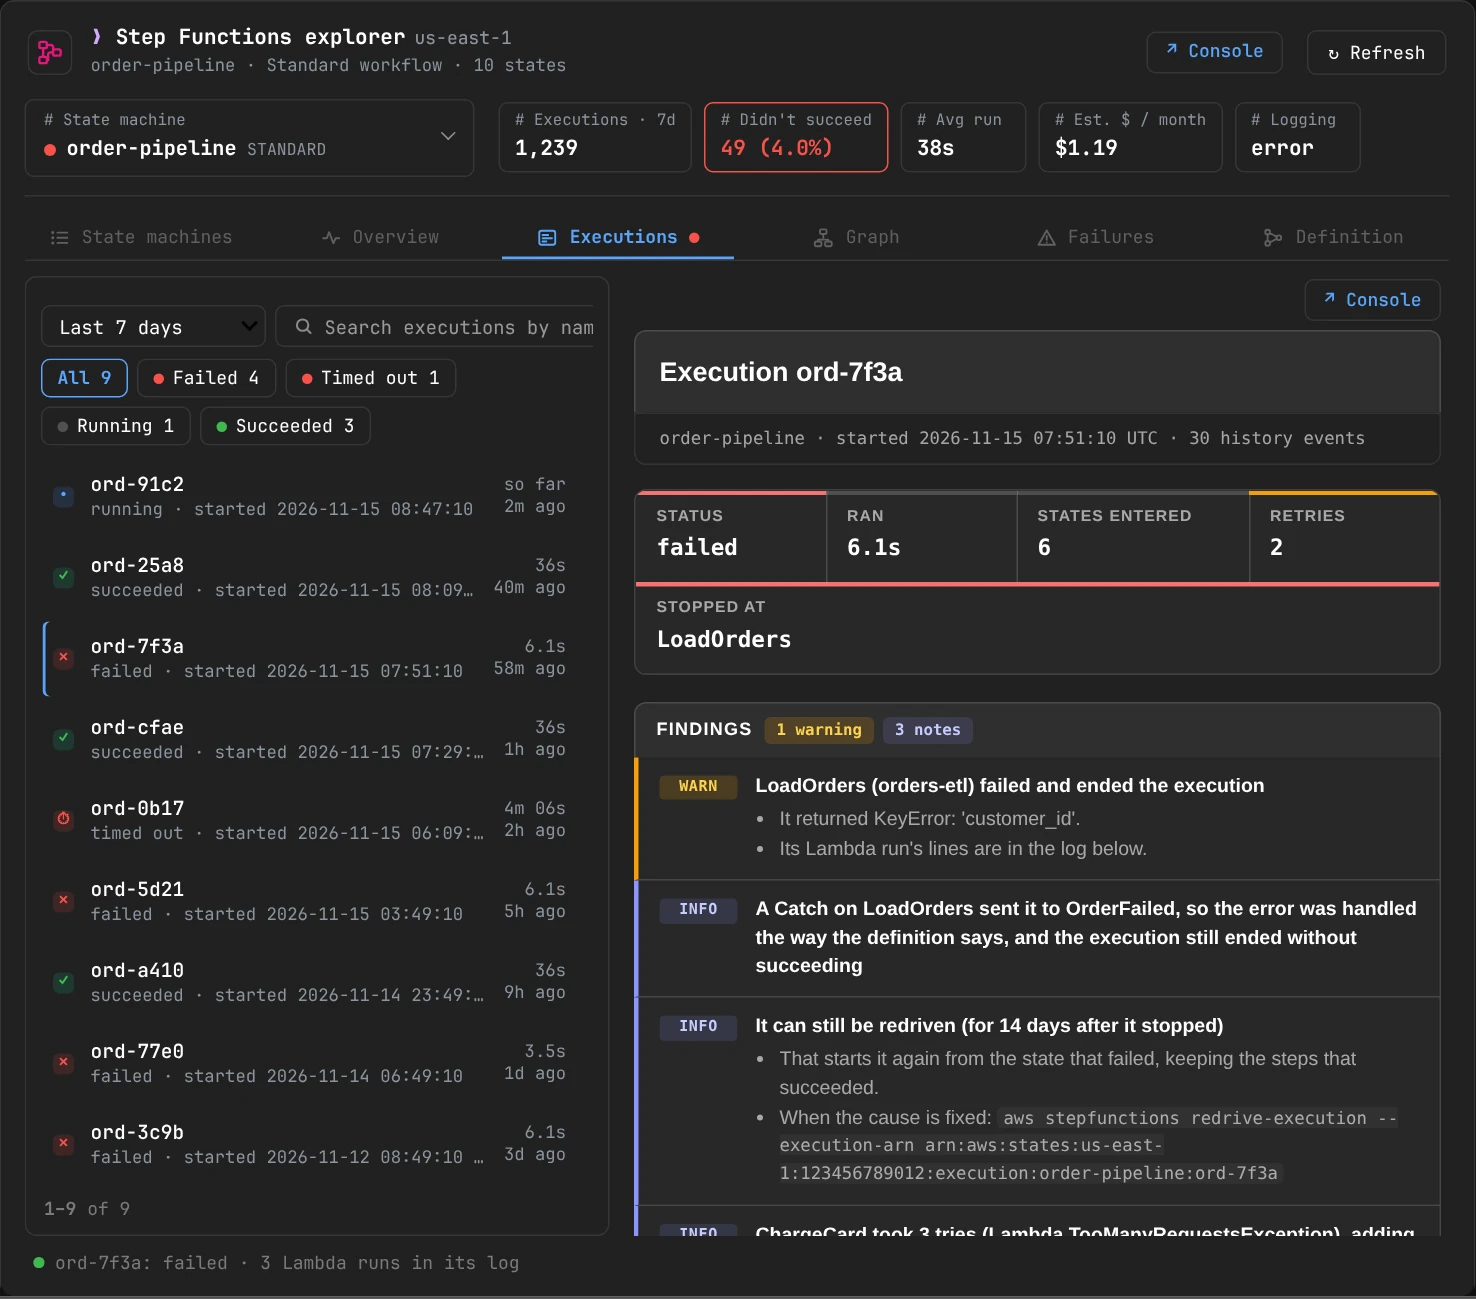 ❫ Step Functions explorer us-east-1
order-pipeline · Standard workflow · 10 states
↗ Console
↻ Refresh
# State machine
order-pipeline STANDARD
# Executions · 7d
1,239
# Didn't succeed
49 (4.0%)
# Avg run
38s
# Est. $ / month
$1.19
# Logging
error
State machines
Overview
Executions
Graph
Failures
Definition
Last 7 days
Search executions by nam
All 9
Failed 4
Timed out 1
Running 1
Succeeded 3
ord-91c2
so far
running · started 2026-11-15 08:47:10
2m ago
ord-25a8
36s
succeeded · started 2026-11-15 08:09…
40m ago
ord-7f3a
6.1s
failed · started 2026-11-15 07:51:10
58m ago
ord-cfae
36s
succeeded · started 2026-11-15 07:29:…
1h ago
ord-0b17
4m 06s
timed out · started 2026-11-15 06:09:…
2h ago
ord-5d21
6.1s
failed · started 2026-11-15 03:49:10
5h ago
ord-a410
36s
succeeded · started 2026-11-14 23:49:…
9h ago
ord-77e0
3.5s
failed · started 2026-11-14 06:49:10
1d ago
ord-3c9b
6.1s
failed · started 2026-11-12 08:49:10 …
3d ago
1–9 of 9
↗ Console
Execution ord-7f3a
order-pipeline · started 2026-11-15 07:51:10 UTC · 30 history events
STATUS
failed
RAN
6.1s
STATES ENTERED
6
RETRIES
2
STOPPED AT
LoadOrders
FINDINGS
1 warning
3 notes
WARN
LoadOrders (orders-etl) failed and ended the execution
• It returned KeyError: 'customer_id'.
• Its Lambda run's lines are in the log below.
INFO
A Catch on LoadOrders sent it to OrderFailed, so the error was handled
the way the definition says, and the execution still ended without
succeeding
INFO
It can still be redriven (for 14 days after it stopped)
• That starts it again from the state that failed, keeping the steps that
succeeded.
• When the cause is fixed: aws stepfunctions redrive-execution --
execution-arn arn:aws:states:us-east-
1:123456789012:execution:order-pipeline:ord-7f3a
INFO
ChargeCard took 3 tries (Lambda.TooManyRequestsException), adding
ord-7f3a: failed · 3 Lambda runs in its log